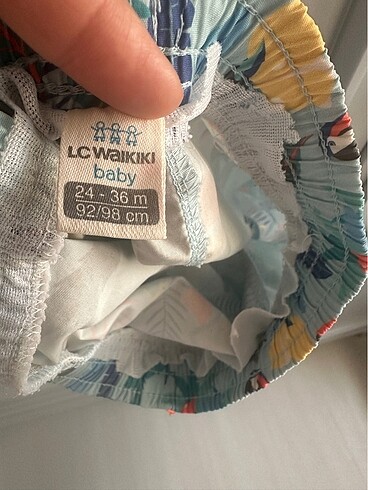 LC WAIKIKI
baby
24 - 36 m
92/98 cm